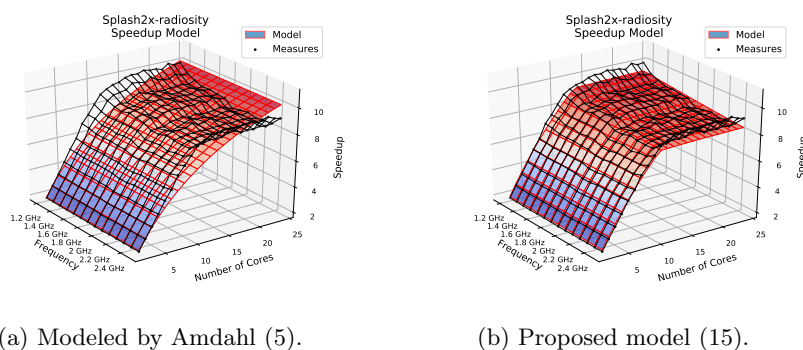 Splash2x-radiosity
Speedup Model
Model
Measures
10
8
6
4
2
Speedup
1.2 GHz
1.4 GHz
1.6 GHz
1.8 GHz
2 GHz
2.2 GHz
2.4 GHz
Frequency
5
10
15
20
25
Number of Cores
(a) Modeled by Amdahl (5).
Splash2x-radiosity
Speedup Model
Model
Measures
10
8
6
4
2
Speedup
1.2 GHz
1.4 GHz
1.6 GHz
1.8 GHz
2 GHz
2.2 GHz
2.4 GHz
Frequency
5
10
15
20
25
Number of Cores
(b) Proposed model (15).